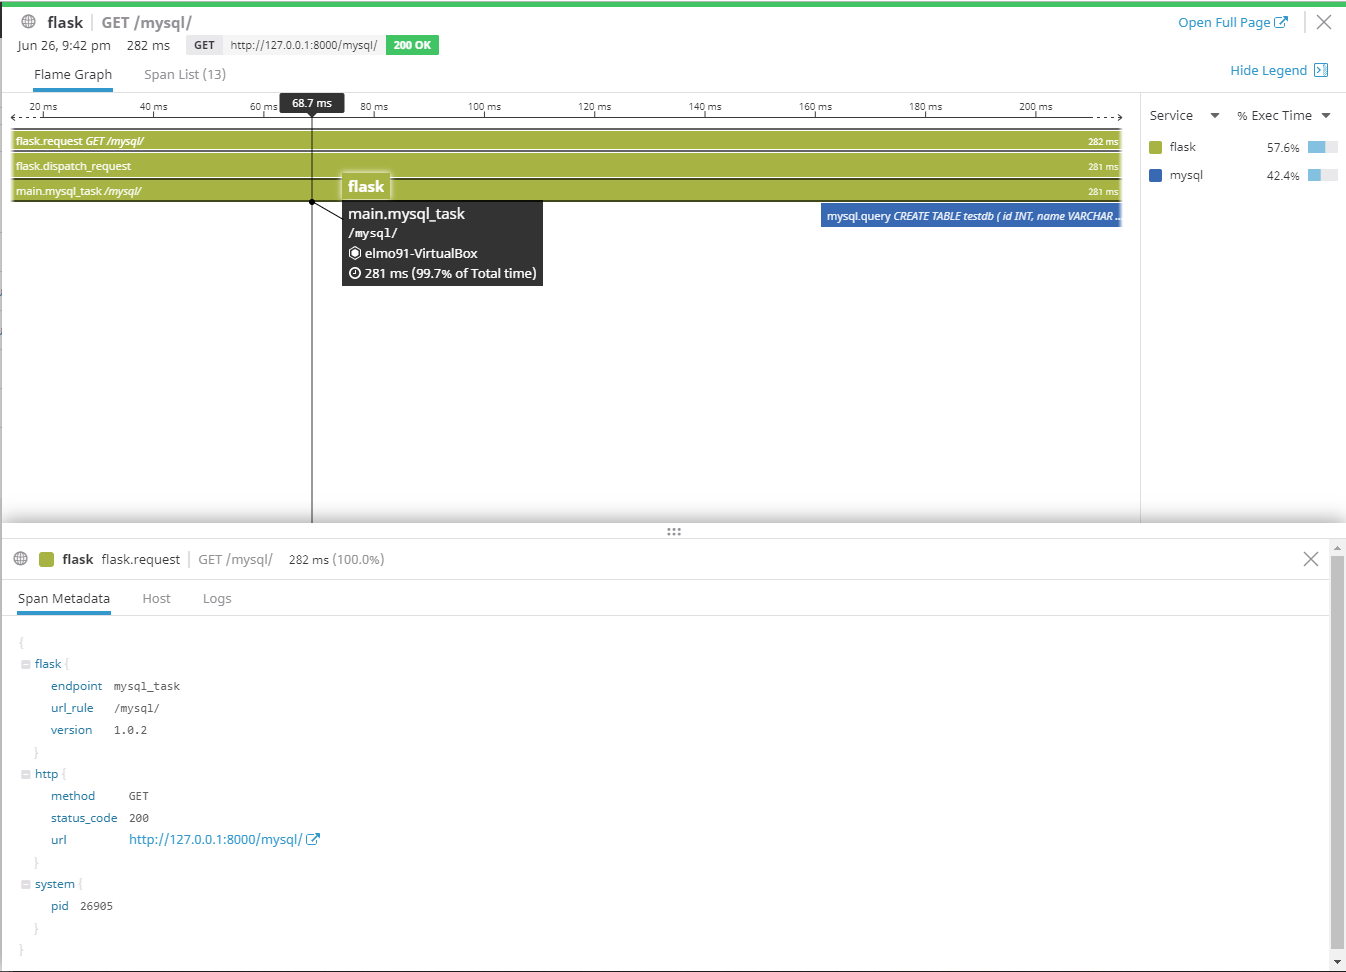 flask GET /mysql/ Open Full Page
Jun 26, 9:42 pm 282 ms GET http://127.0.0.1:8000/mysql/ 200 OK
Flame Graph Span List (13) Hide Legend
20 ms 40 ms 60 ms 68.7 ms 80 ms 100 ms 120 ms 140 ms 160 ms 180 ms 200 ms
Service % Exec Time
flask 57.6%
mysql 42.4%
flask.request GET /mysql/ 282 ms
flask.dispatch_request 281 ms
main.mysql_task /mysql/ 281 ms
mysql.query CREATE TABLE testdb ( id INT, name VARCHAR ...
flask
main.mysql_task
/mysql/
elmo91-VirtualBox
281 ms (99.7% of Total time)
flask flask.request GET /mysql/ 282 ms (100.0%)
Span Metadata Host Logs
{
flask {
endpoint mysql_task
url_rule /mysql/
version 1.0.2
}
http {
method GET
status_code 200
url http://127.0.0.1:8000/mysql/
}
system {
pid 26905
}
}